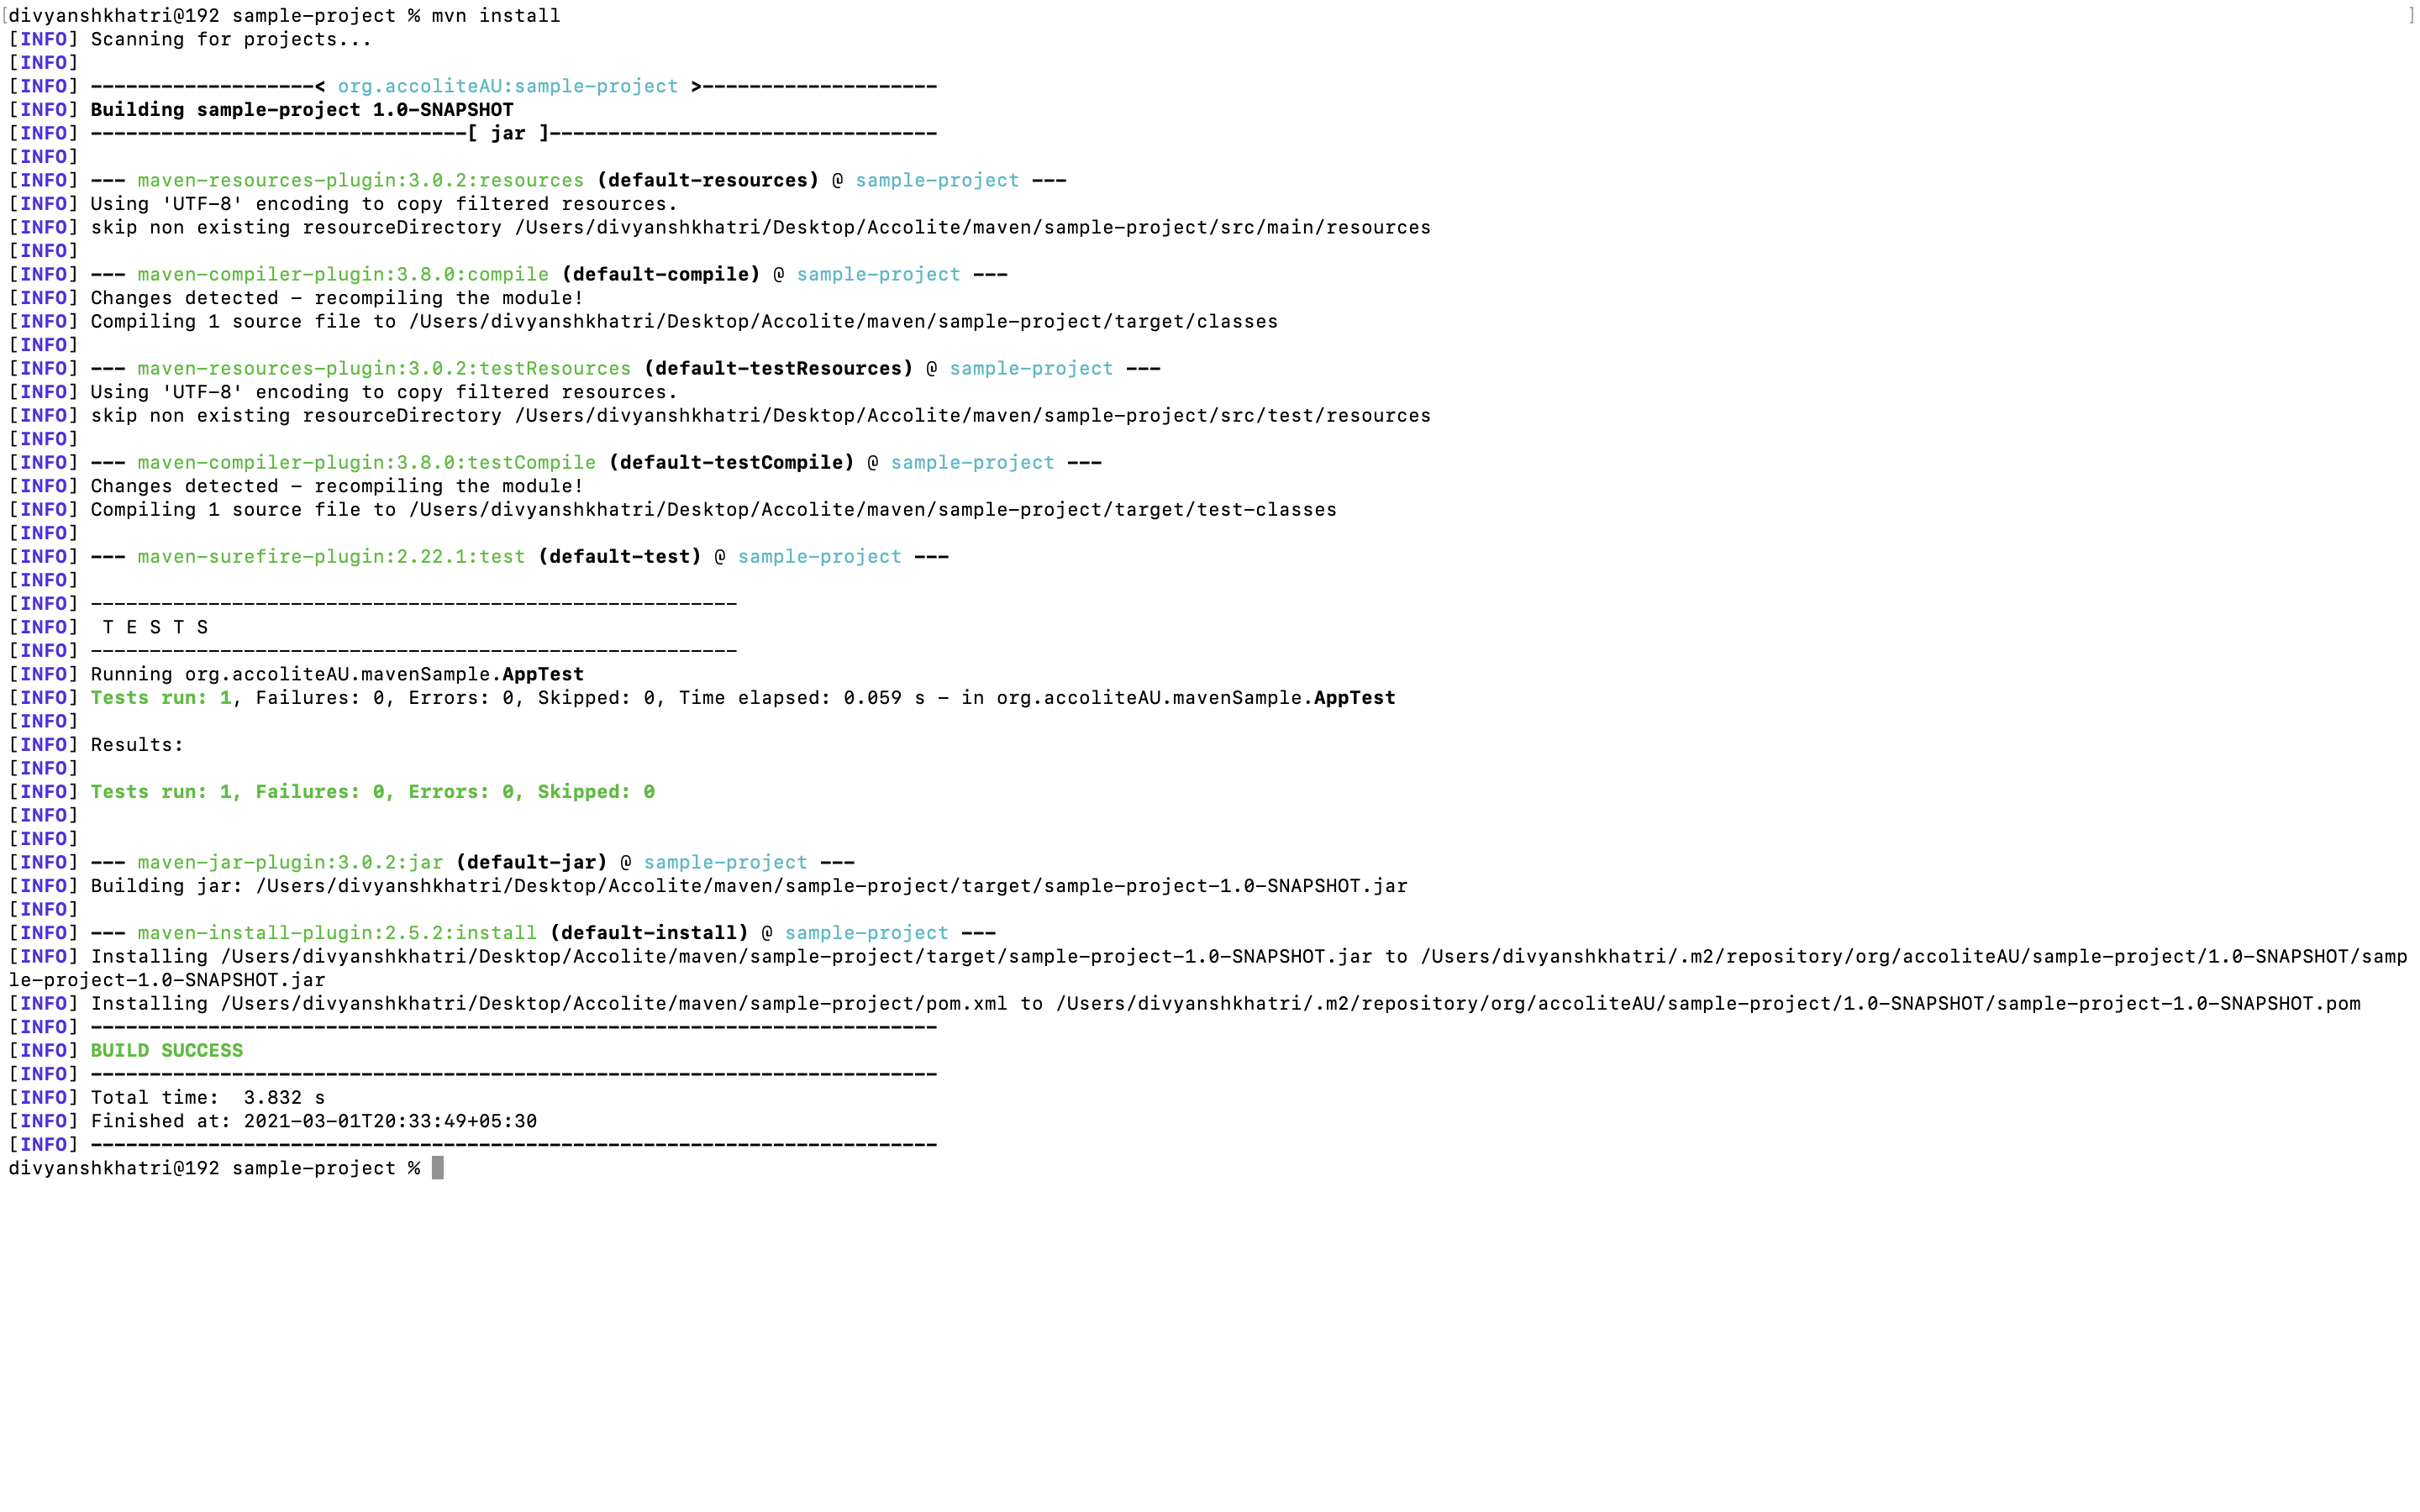 [divyanshkhatri@192 sample-project % mvn install ]
[INFO] Scanning for projects...
[INFO]
[INFO] -------------------< org.accoliteAU:sample-project >--------------------
[INFO] Building sample-project 1.0-SNAPSHOT
[INFO] --------------------------------[ jar ]---------------------------------
[INFO]
[INFO] --- maven-resources-plugin:3.0.2:resources (default-resources) @ sample-project ---
[INFO] Using 'UTF-8' encoding to copy filtered resources.
[INFO] skip non existing resourceDirectory /Users/divyanshkhatri/Desktop/Accolite/maven/sample-project/src/main/resources
[INFO]
[INFO] --- maven-compiler-plugin:3.8.0:compile (default-compile) @ sample-project ---
[INFO] Changes detected - recompiling the module!
[INFO] Compiling 1 source file to /Users/divyanshkhatri/Desktop/Accolite/maven/sample-project/target/classes
[INFO]
[INFO] --- maven-resources-plugin:3.0.2:testResources (default-testResources) @ sample-project ---
[INFO] Using 'UTF-8' encoding to copy filtered resources.
[INFO] skip non existing resourceDirectory /Users/divyanshkhatri/Desktop/Accolite/maven/sample-project/src/test/resources
[INFO]
[INFO] --- maven-compiler-plugin:3.8.0:testCompile (default-testCompile) @ sample-project ---
[INFO] Changes detected - recompiling the module!
[INFO] Compiling 1 source file to /Users/divyanshkhatri/Desktop/Accolite/maven/sample-project/target/test-classes
[INFO]
[INFO] --- maven-surefire-plugin:2.22.1:test (default-test) @ sample-project ---
[INFO]
[INFO] -------------------------------------------------------
[INFO]  T E S T S
[INFO] -------------------------------------------------------
[INFO] Running org.accoliteAU.mavenSample.AppTest
[INFO] Tests run: 1, Failures: 0, Errors: 0, Skipped: 0, Time elapsed: 0.059 s - in org.accoliteAU.mavenSample.AppTest
[INFO]
[INFO] Results:
[INFO]
[INFO] Tests run: 1, Failures: 0, Errors: 0, Skipped: 0
[INFO]
[INFO]
[INFO] --- maven-jar-plugin:3.0.2:jar (default-jar) @ sample-project ---
[INFO] Building jar: /Users/divyanshkhatri/Desktop/Accolite/maven/sample-project/target/sample-project-1.0-SNAPSHOT.jar
[INFO]
[INFO] --- maven-install-plugin:2.5.2:install (default-install) @ sample-project ---
[INFO] Installing /Users/divyanshkhatri/Desktop/Accolite/maven/sample-project/target/sample-project-1.0-SNAPSHOT.jar to /Users/divyanshkhatri/.m2/repository/org/accoliteAU/sample-project/1.0-SNAPSHOT/samp
le-project-1.0-SNAPSHOT.jar
[INFO] Installing /Users/divyanshkhatri/Desktop/Accolite/maven/sample-project/pom.xml to /Users/divyanshkhatri/.m2/repository/org/accoliteAU/sample-project/1.0-SNAPSHOT/sample-project-1.0-SNAPSHOT.pom
[INFO] ------------------------------------------------------------------------
[INFO] BUILD SUCCESS
[INFO] ------------------------------------------------------------------------
[INFO] Total time:  3.832 s
[INFO] Finished at: 2021-03-01T20:33:49+05:30
[INFO] ------------------------------------------------------------------------
divyanshkhatri@192 sample-project %